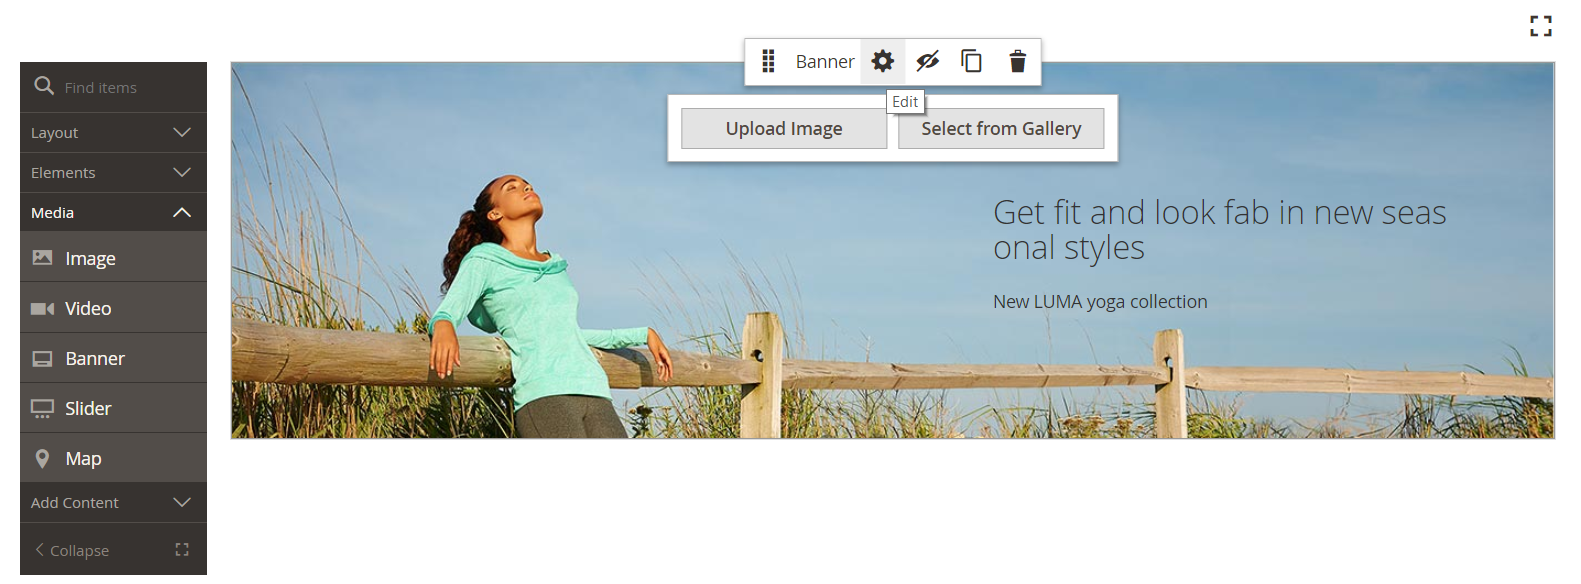 Find items
Layout
Elements
Media
Image
Video
Banner
Slider
Map
Add Content
Collapse
Banner
Edit
Upload Image
Select from Gallery
Get fit and look fab in new seas
onal styles
New LUMA yoga collection